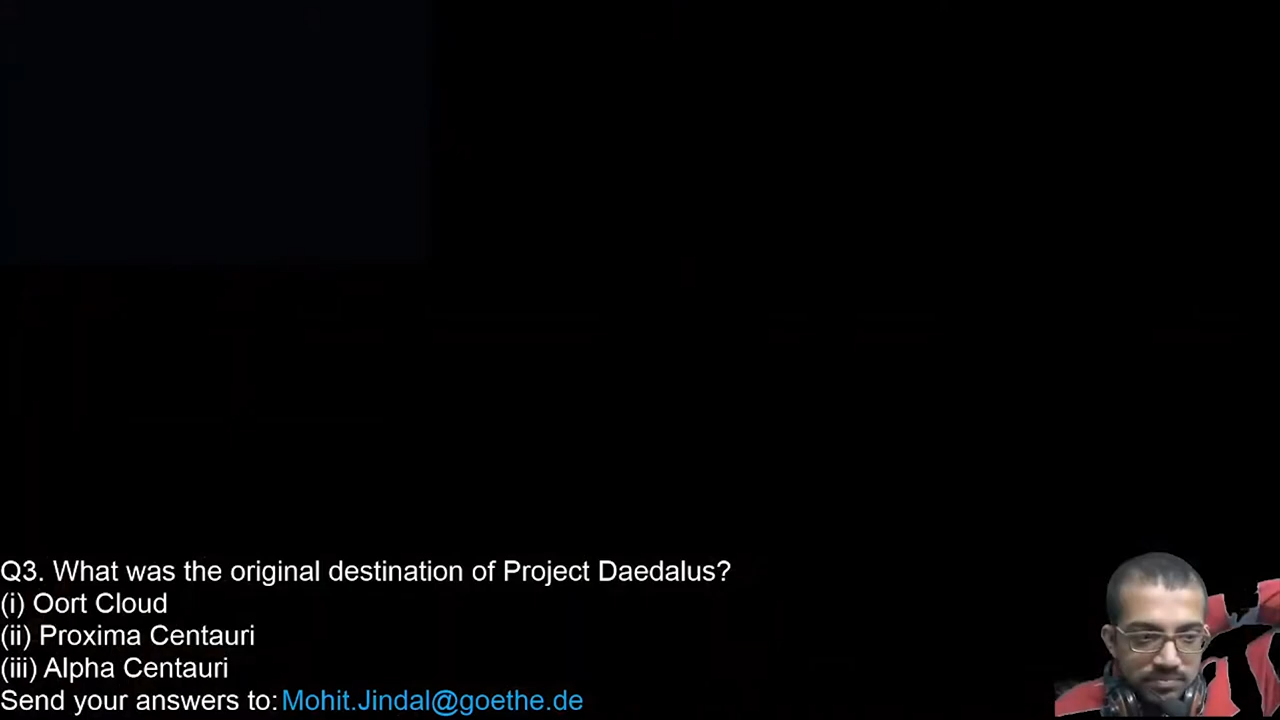 Q3. What was the original destination of Project Daedalus?
(i) Oort Cloud
(ii) Proxima Centauri
(iii) Alpha Centauri
Send your answers to: Mohit.Jindal@goethe.de